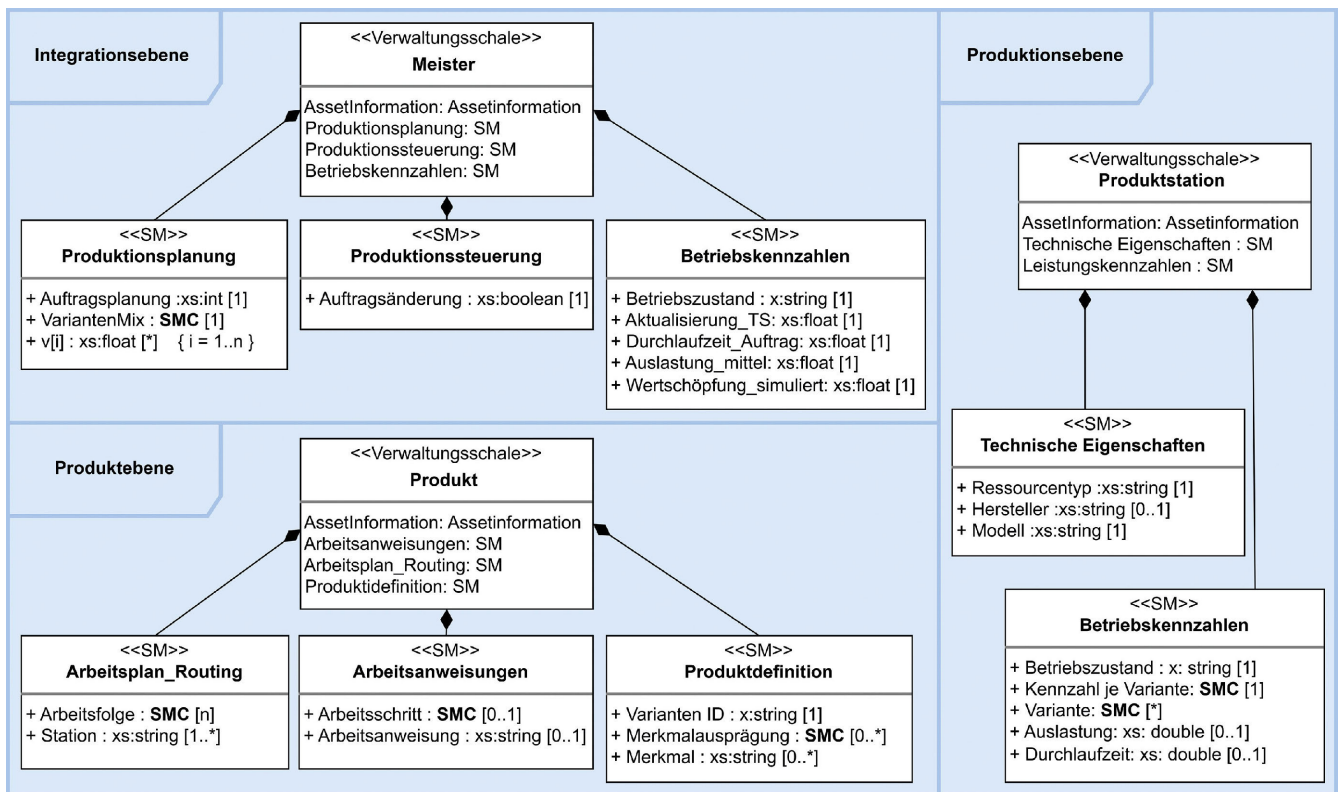 Integrationsebene
<<Verwaltungsschale>>
Meister
AssetInformation: Assetinformation
Produktionsplanung: SM
Produktionssteuerung: SM
Betriebskennzahlen: SM
<<SM>>
Produktionsplanung
+ Auftragsplanung :xs:int [1]
+ VariantenMix : SMC [1]
+ v[i] : xs:float [*] { i = 1..n }
<<SM>>
Produktionssteuerung
+ Auftragsänderung : xs:boolean [1]
<<SM>>
Betriebskennzahlen
+ Betriebszustand : x:string [1]
+ Aktualisierung_TS: xs:float [1]
+ Durchlaufzeit_Auftrag: xs:float [1]
+ Auslastung_mittel: xs:float [1]
+ Wertschöpfung_simuliert: xs:float [1]
Produktebene
<<Verwaltungsschale>>
Produkt
AssetInformation: Assetinformation
Arbeitsanweisungen: SM
Arbeitsplan_Routing: SM
Produktidefinition: SM
<<SM>>
Arbeitsplan_Routing
+ Arbeitsfolge : SMC [n]
+ Station : xs:string [1..*]
<<SM>>
Arbeitsanweisungen
+ Arbeitsschritt : SMC [0..1]
+ Arbeitsanweisung : xs:string [0..1]
<<SM>>
Produktdefinition
+ Varianten ID : x:string [1]
+ Merkmalausprägung : SMC [0..*]
+ Merkmal : xs:string [0..*]
Produktionsebene
<<Verwaltungsschale>>
Produktstation
AssetInformation: Assetinformation
Technische Eigenschaften : SM
Leistungskennzahlen : SM
<<SM>>
Technische Eigenschaften
+ Ressourcentyp :xs:string [1]
+ Hersteller :xs:string [0..1]
+ Modell :xs:string [1]
<<SM>>
Betriebskennzahlen
+ Betriebszustand : x: string [1]
+ Kennzahl je Variante: SMC [1]
+ Variante: SMC [*]
+ Auslastung: xs: double [0..1]
+ Durchlaufzeit: xs: double [0..1]